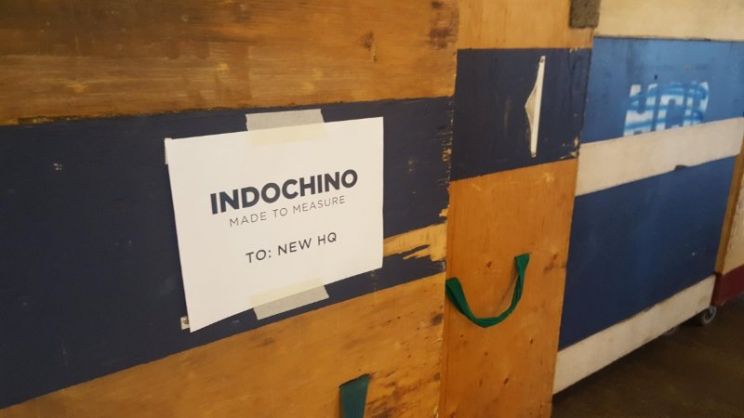 INDOCHINO
MADE TO MEASURE
TO: NEW HQ